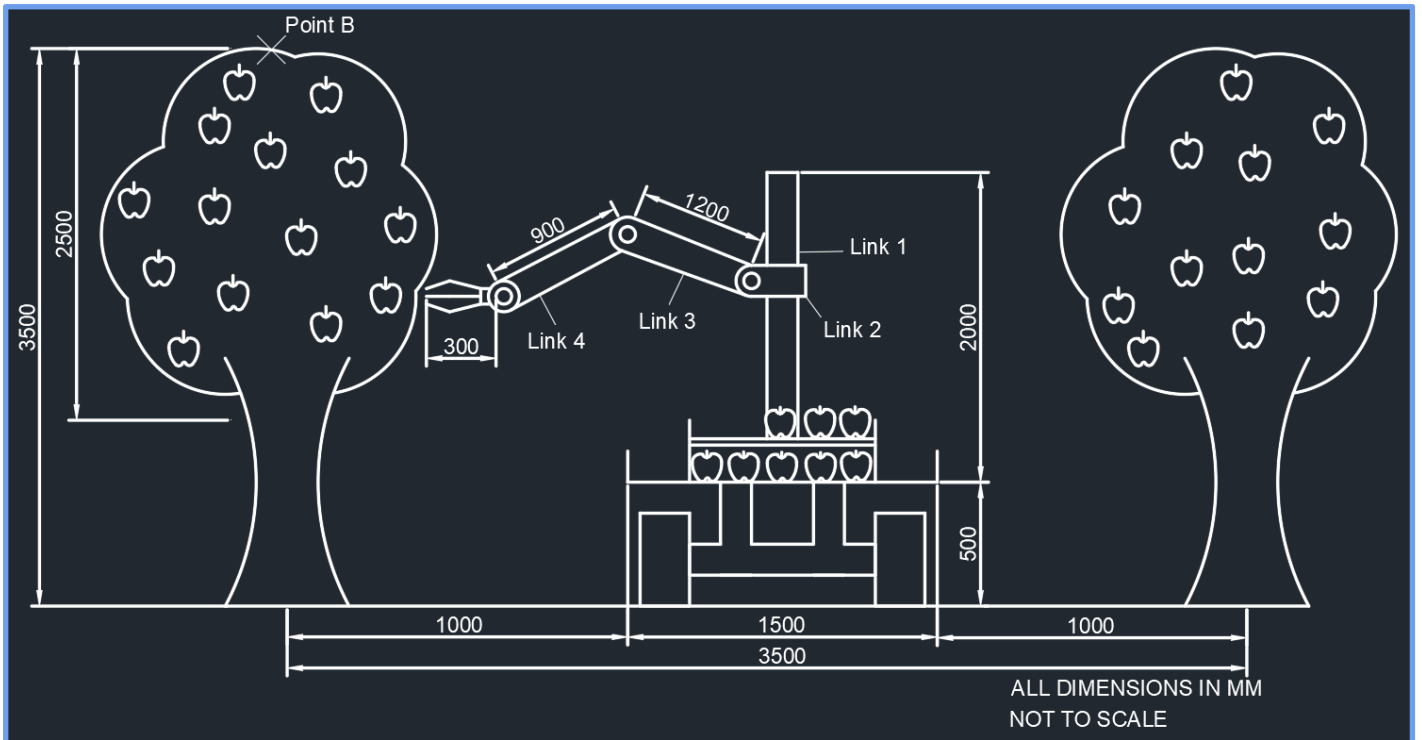 Point B
1200
900
Link 1
2500
Link 3
Link 2
3500
Link 4
300
2000
500
1000
1500
1000
3500
ALL DIMENSIONS IN MM
NOT TO SCALE